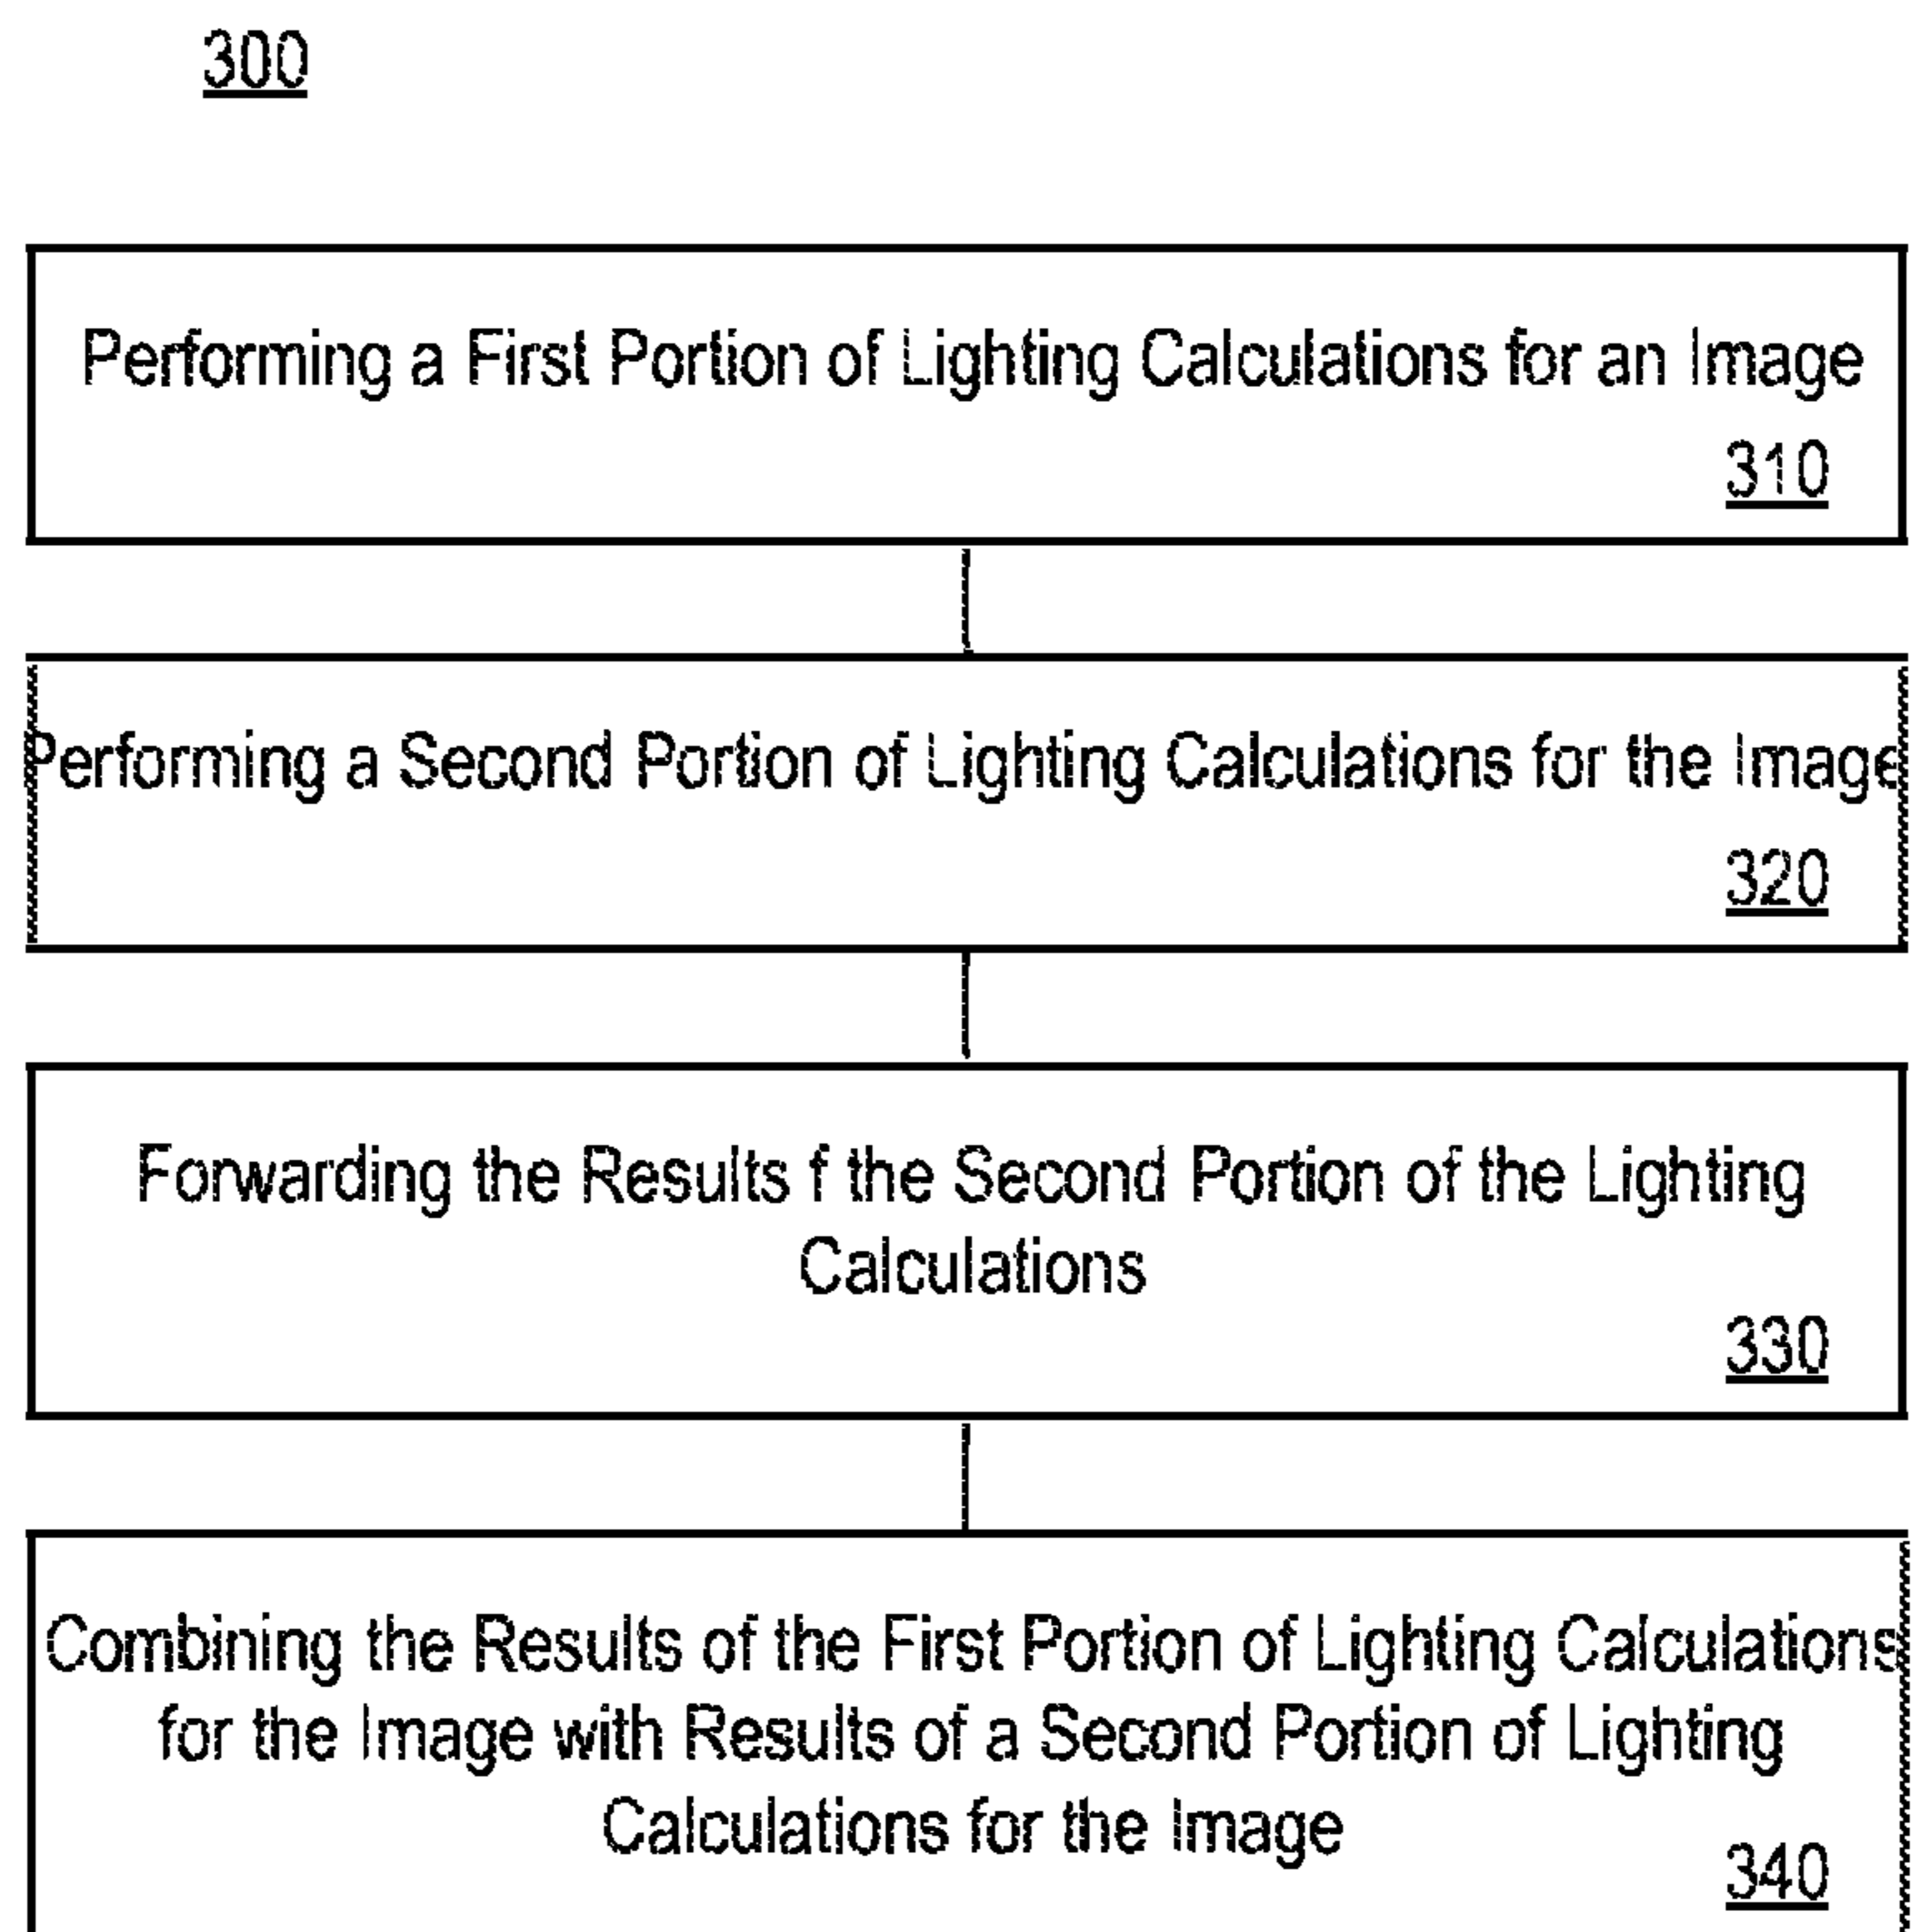 300
Performing a First Portion of Lighting Calculations for an Image
310
Performing a Second Portion of Lighting Calculations for the Image
320
Forwarding the Results f the Second Portion of the Lighting
Calculations
330
Combining the Results of the First Portion of Lighting Calculations
for the Image with Results of a Second Portion of Lighting
Calculations for the Image
340